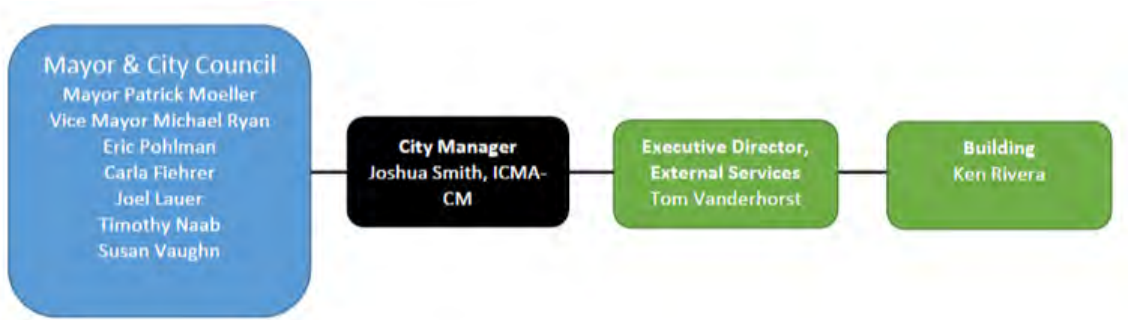 Mayor & City Council
Mayor Patrick Moeller
Vice Mayor Michael Ryan
Eric Pohlman
Carla Fiehrer
Joel Lauer
Timothy Naab
Susan Vaughn
City Manager
Joshua Smith, ICMA-
CM
Executive Director,
External Services
Tom Vanderhorst
Building
Ken Rivera